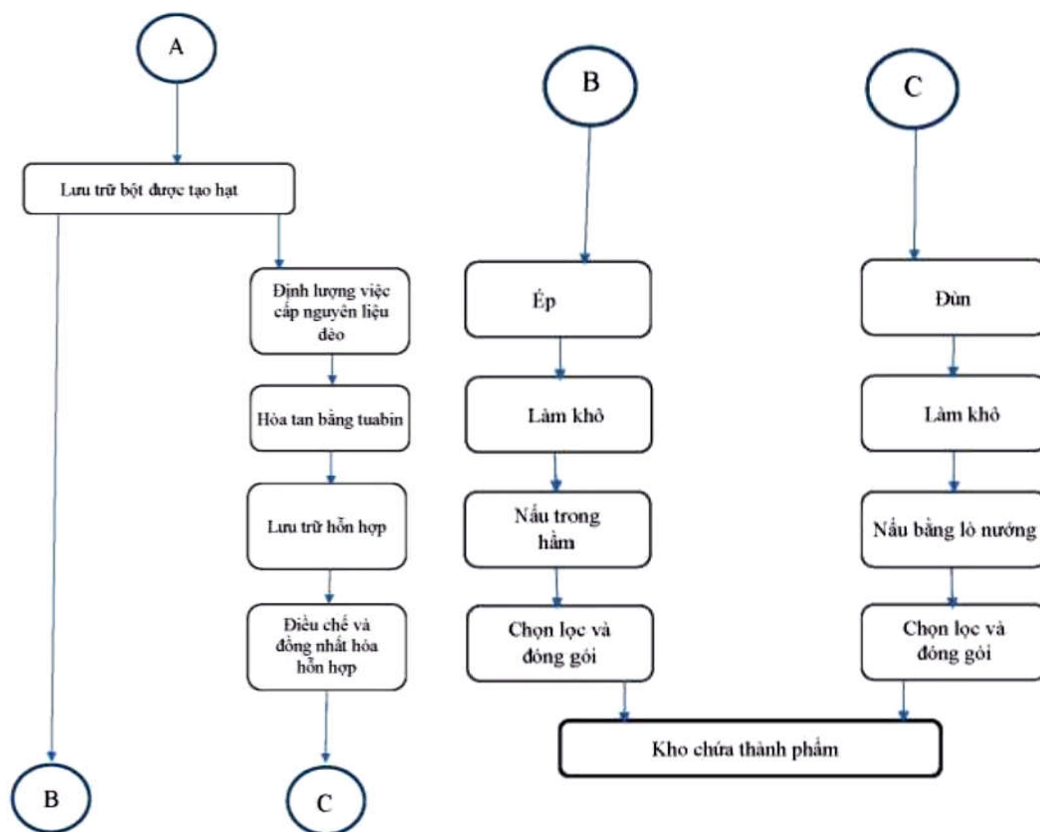 A
Lưu trữ bột được tạo hạt
Định lượng việc
cấp nguyên liệu
dẻo
Hòa tan bằng tuabin
Lưu trữ hỗn hợp
Điều chế và
đồng nhất hóa
hỗn hợp
B
C
B
Ép
Làm khô
Nấu trong
hầm
Chọn lọc và
đóng gói
C
Đùn
Làm khô
Nấu bằng lò nướng
Chọn lọc và
đóng gói
Kho chứa thành phẩm